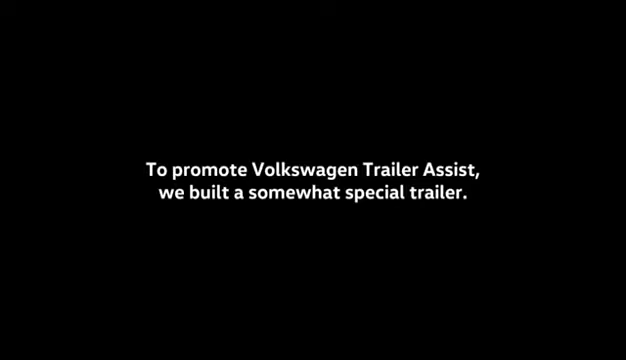 To promote Volkswagen Trailer Assist,
we built a somewhat special trailer.